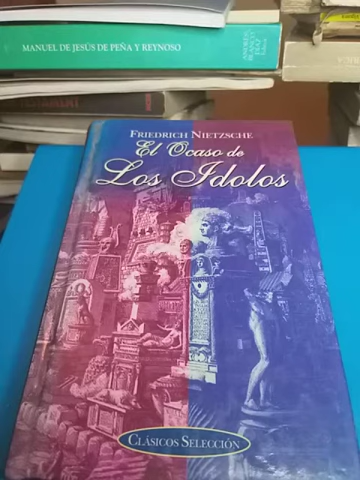 MANUEL DE JESÚS DE PEÑA Y REYNOSO
FRIEDRICH NIETZSCHE
El Ocaso de
Los Idolos
CLÁSICOS SELECCIÓN